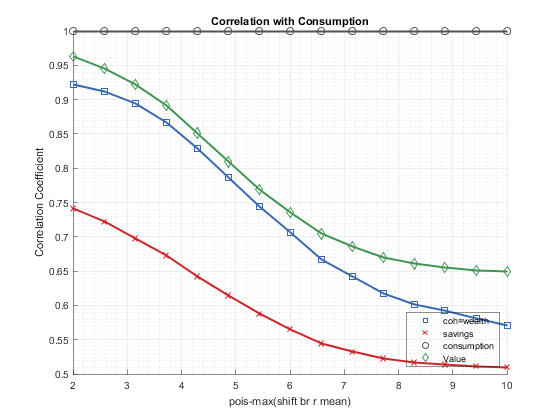 Correlation with Consumption
1
0.95
0.9
0.85
0.8
0.75
0.7
0.65
0.6
0.55
0.5
Correlation Coefficient
2 3 4 5 6 7 8 9 10
pois-max(shift br r mean)
coh=wealth
savings
consumption
Value